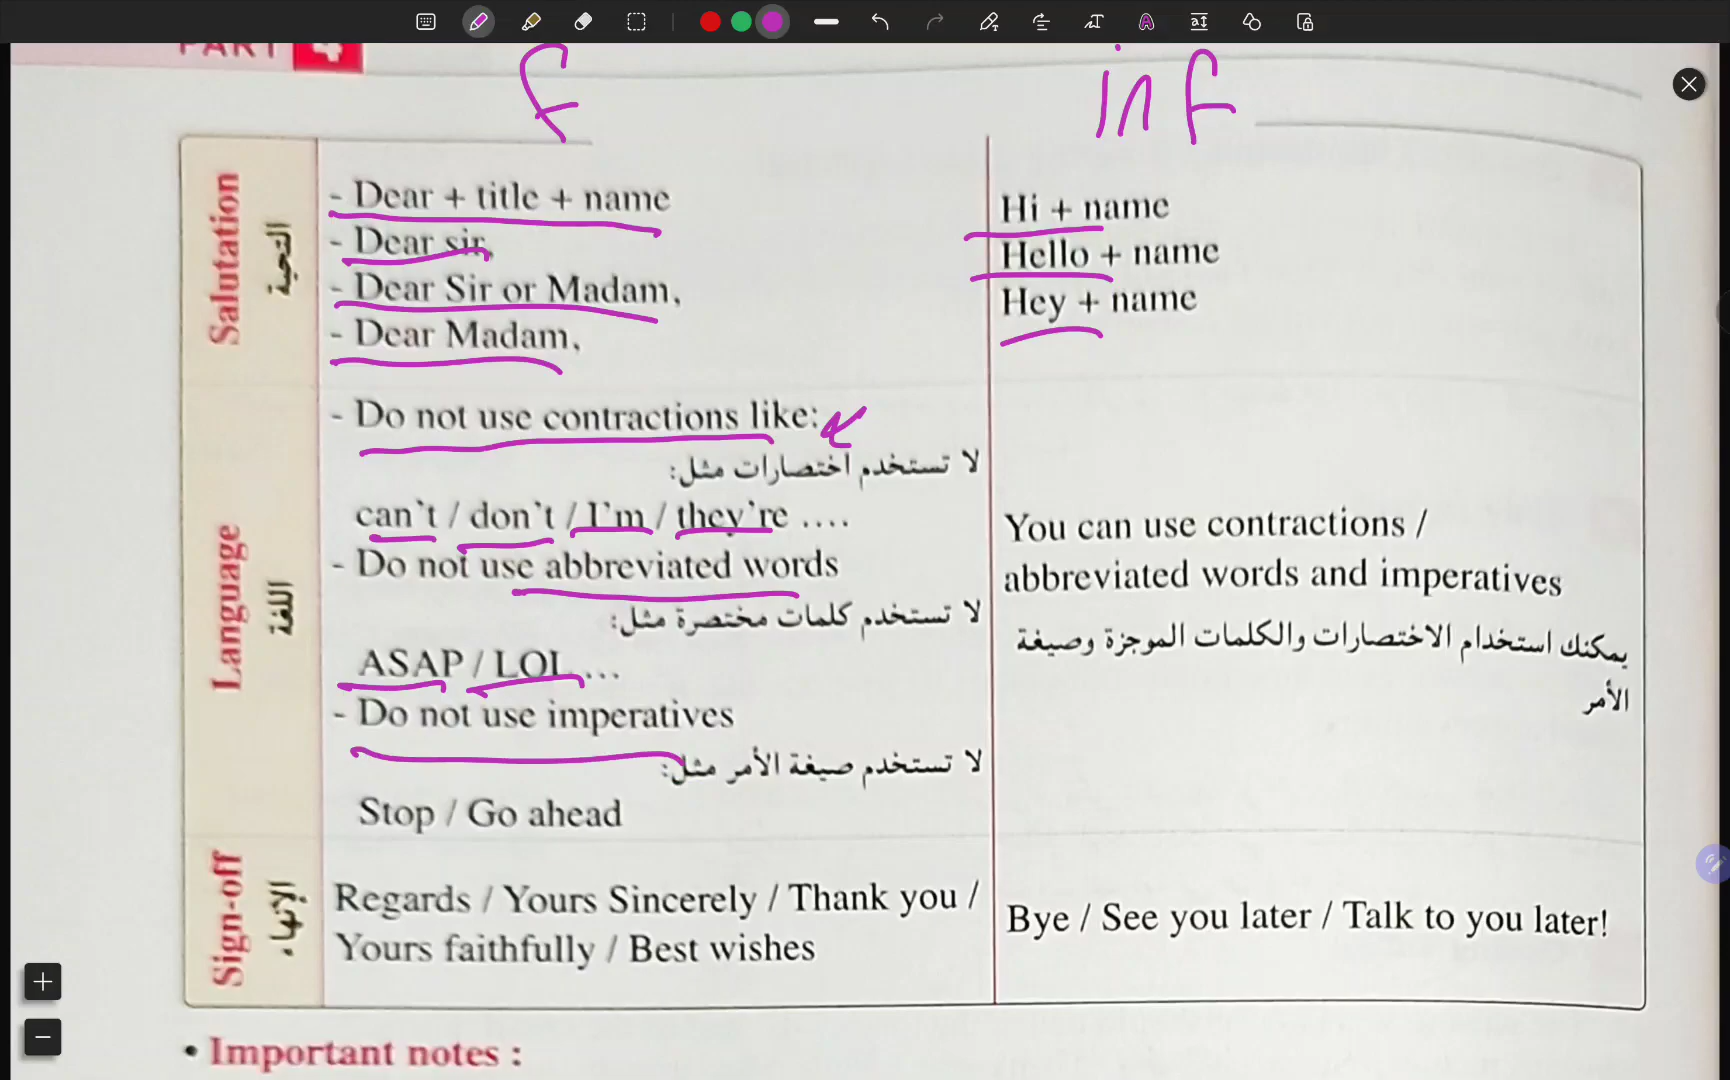 PART 4
F
inF
Salutation
التحية
- Dear + title + name
- Dear sir,
- Dear Sir or Madam,
- Dear Madam,
Hi + name
Hello + name
Hey + name
Language
اللغة
- Do not use contractions like:
لا تستخدم اختصارات مثل:
can't / don't / I'm / they're ....
- Do not use abbreviated words
لا تستخدم كلمات مختصرة مثل:
ASAP / LOL ...
- Do not use imperatives
لا تستخدم صيغة الأمر مثل:
Stop / Go ahead
You can use contractions /
abbreviated words and imperatives
يمكنك استخدام الاختصارات والكلمات الموجزة وصيغة
الأمر
Sign-off
الإنهاء
Regards / Yours Sincerely / Thank you /
Yours faithfully / Best wishes
Bye / See you later / Talk to you later!
• Important notes :